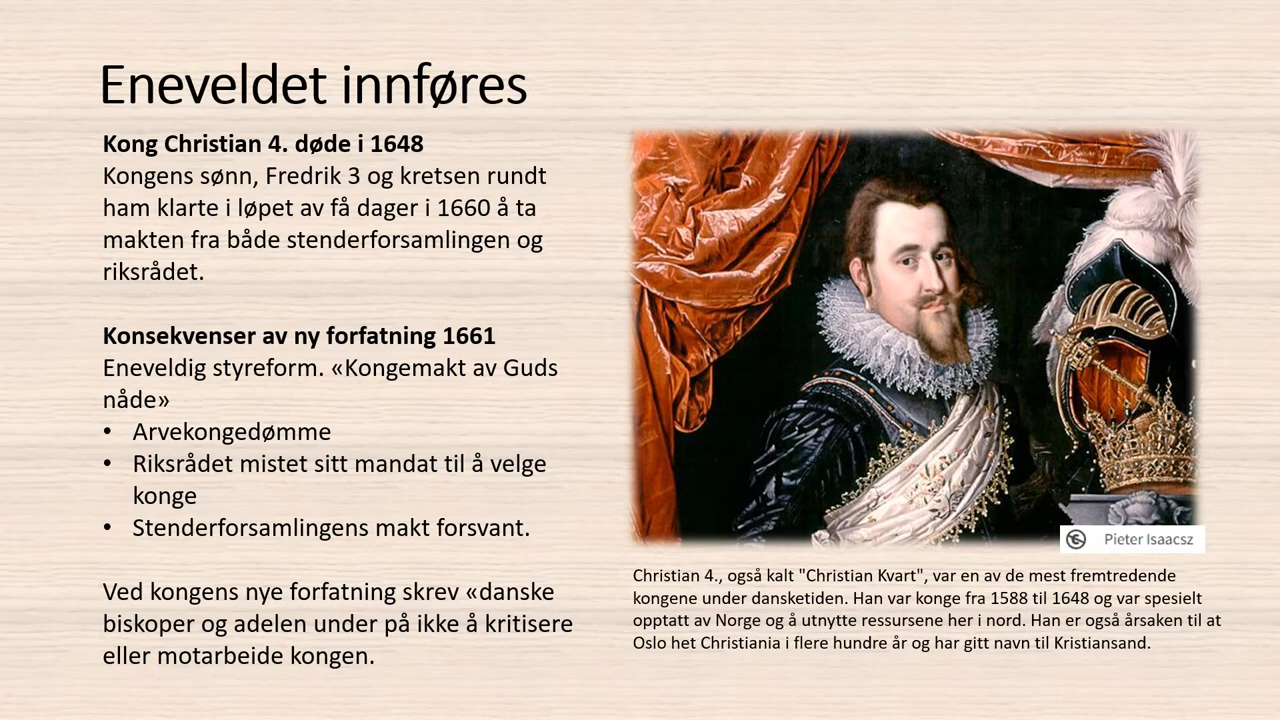 Eneveldet innføres
Kong Christian 4. døde i 1648
Kongens sønn, Fredrik 3 og kretsen rundt
ham klarte i løpet av få dager i 1660 å ta
makten fra både stenderforsamlingen og
riksrådet.
Konsekvenser av ny forfatning 1661
Eneveldig styreform. «Kongemakt av Guds
nåde»
• Arvekongedømme
• Riksrådet mistet sitt mandat til å velge
konge
• Stenderforsamlingens makt forsvant.
Ved kongens nye forfatning skrev «danske
biskoper og adelen under på ikke å kritisere
eller motarbeide kongen.
Pieter Isaacsz
Christian 4., også kalt "Christian Kvart", var en av de mest fremtredende
kongene under dansketiden. Han var konge fra 1588 til 1648 og var spesielt
opptatt av Norge og å utnytte ressursene her i nord. Han er også årsaken til at
Oslo het Christiania i flere hundre år og har gitt navn til Kristiansand.